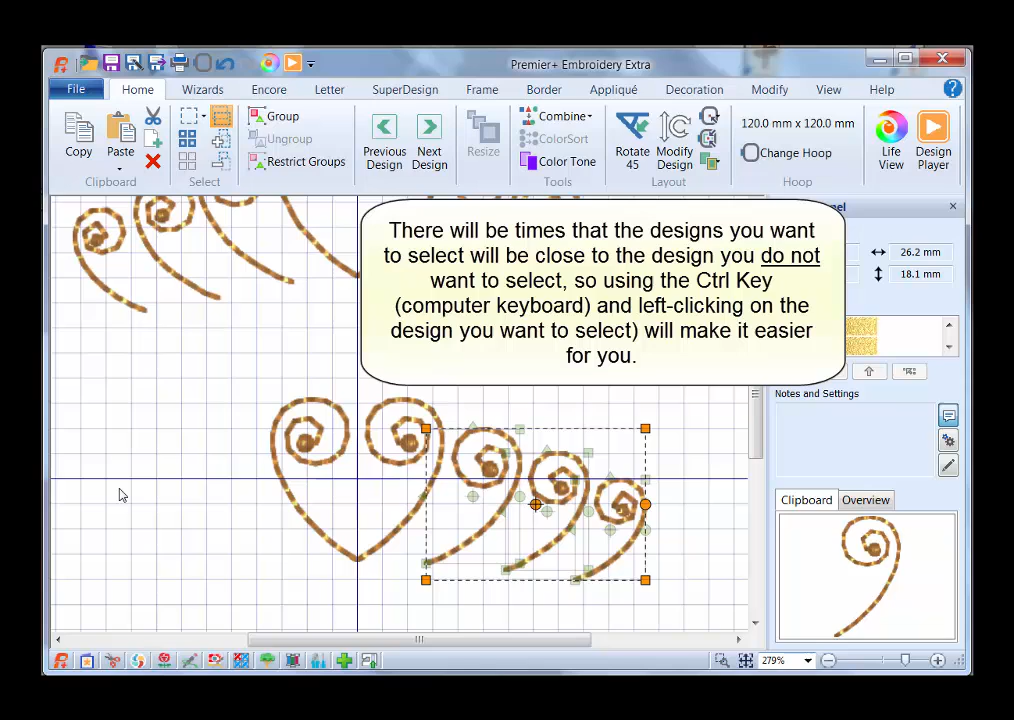 Premier+ Embroidery Extra
File Home Wizards Encore Letter SuperDesign Frame Border Appliqué Decoration Modify View Help
Copy Paste Group Ungroup Restrict Groups Previous Design Next Design Resize Combine ColorSort Color Tone Rotate 45 Modify Design 120.0 mm x 120.0 mm Change Hoop Life View Design Player
Clipboard Select Tools Layout Hoop
There will be times that the designs you want
to select will be close to the design you do not
want to select, so using the Ctrl Key
(computer keyboard) and left-clicking on the
design you want to select) will make it easier
for you.
26.2 mm
18.1 mm
Notes and Settings
Clipboard Overview
279%